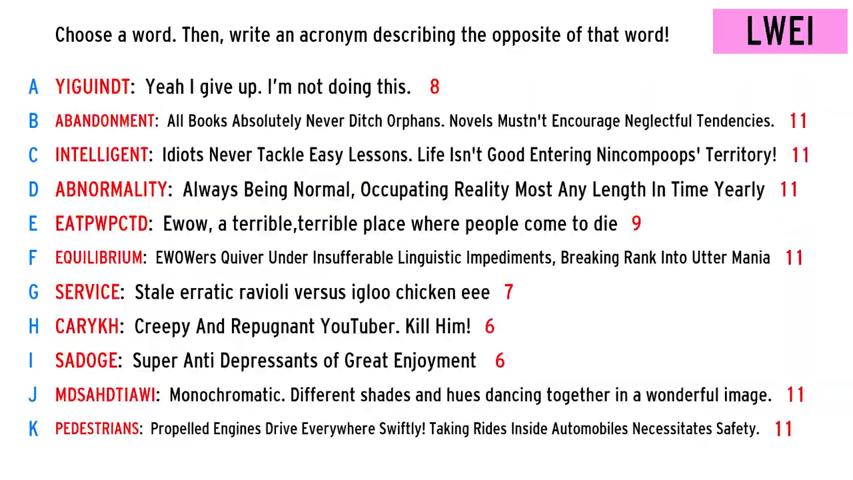 Choose a word. Then, write an acronym describing the opposite of that word!
LWEI
A YIGUINDT: Yeah I give up. I'm not doing this. 8
B ABANDONMENT: All Books Absolutely Never Ditch Orphans. Novels Mustn't Encourage Neglectful Tendencies. 11
C INTELLIGENT: Idiots Never Tackle Easy Lessons. Life Isn't Good Entering Nincompoops' Territory! 11
D ABNORMALITY: Always Being Normal, Occupating Reality Most Any Length In Time Yearly 11
E EATPWPCTD: Ewow, a terrible,terrible place where people come to die 9
F EQUILIBRIUM: EWOWers Quiver Under Insufferable Linguistic Impediments, Breaking Rank Into Utter Mania 11
G SERVICE: Stale erratic ravioli versus igloo chicken eee 7
H CARYKH: Creepy And Repugnant YouTuber. Kill Him! 6
I SADOGE: Super Anti Depressants of Great Enjoyment 6
J MDSAHDTIAWI: Monochromatic. Different shades and hues dancing together in a wonderful image. 11
K PEDESTRIANS: Propelled Engines Drive Everywhere Swiftly! Taking Rides Inside Automobiles Necessitates Safety. 11